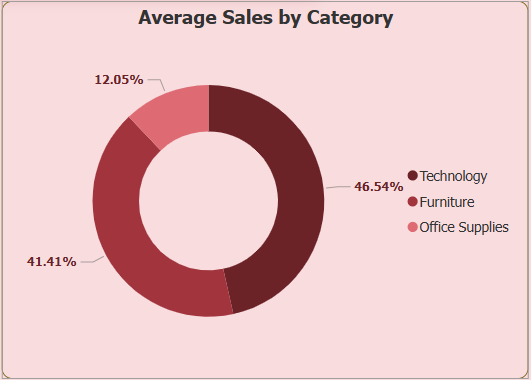 Average Sales by Category
12.05%
46.54%
41.41%
Technology
Furniture
Office Supplies